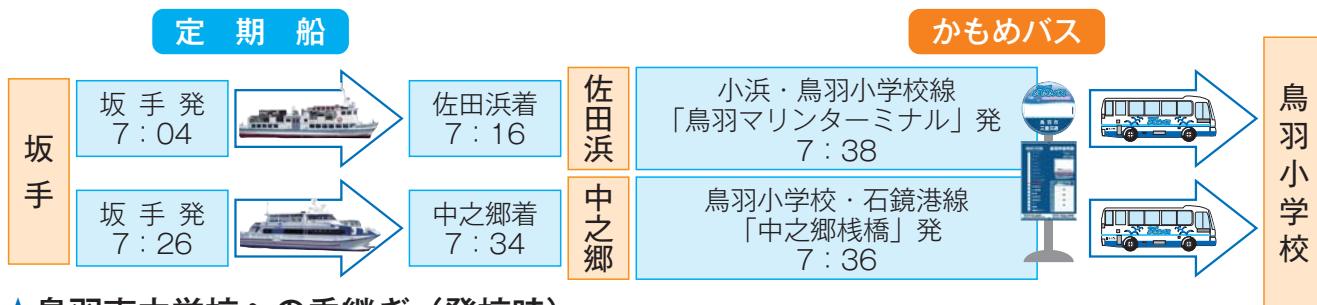 定期船
かもめバス
坂手
坂手発
7：04
佐田浜着
7：16
佐田浜
小浜・鳥羽小学校線
「鳥羽マリンターミナル」発
7：38
坂手発
7：26
中之郷着
7：34
中之郷
鳥羽小学校・石鏡港線
「中之郷桟橋」発
7：36
鳥羽小学校